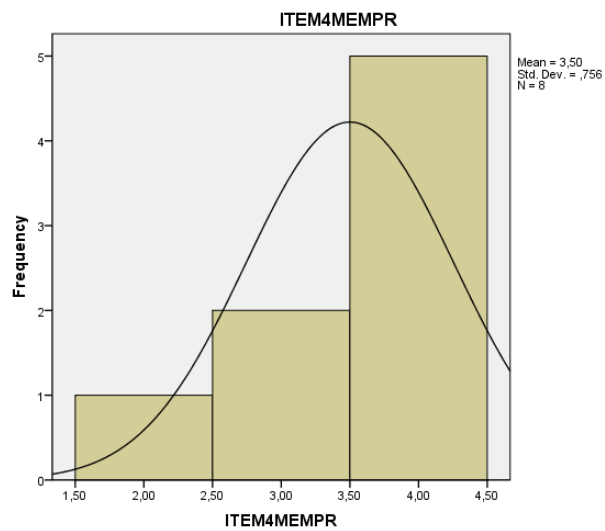 ITEM4MEMPR
Mean = 3,50
Std. Dev. = ,756
N = 8
Frequency
5
4
3
2
1
0
1,50 2,00 2,50 3,00 3,50 4,00 4,50
ITEM4MEMPR